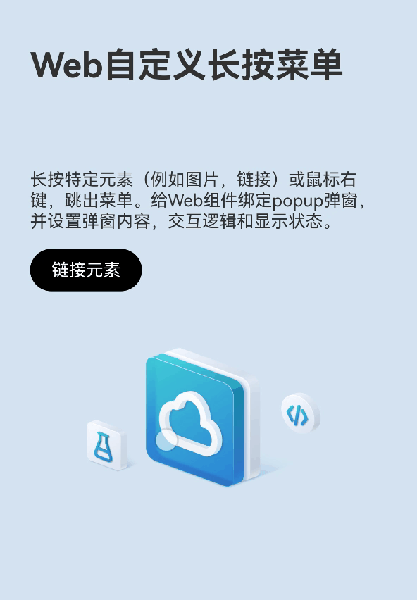 Web自定义长按菜单
长按特定元素（例如图片，链接）或鼠标右
键，跳出菜单。给Web组件绑定popup弹窗，
并设置弹窗内容，交互逻辑和显示状态。
链接元素